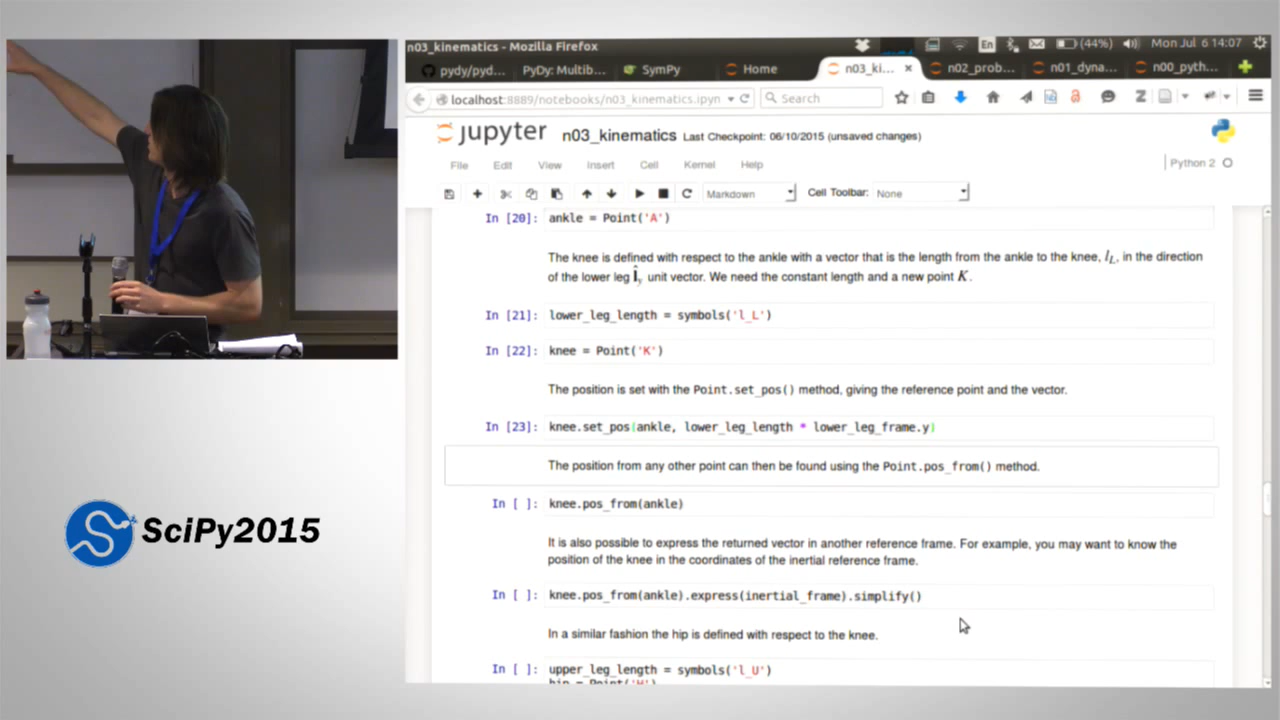 n03_kinematics - Mozilla Firefox
En
(44%)
Mon Jul 6 14:07
pydy/pyd...
PyDy: Multib...
SymPy
Home
n03_ki...
n02_prob...
n01_dyna...
n00_pyth...
localhost:8889/notebooks/n03_kinematics.ipyn
Search
jupyter
n03_kinematics Last Checkpoint: 06/10/2015 (unsaved changes)
File
Edit
View
Insert
Cell
Kernel
Help
Python 2
Markdown
Cell Toolbar:
None
In [20]: ankle = Point('A')
The knee is defined with respect to the ankle with a vector that is the length from the ankle to the knee, l_L, in the direction
of the lower leg î_y unit vector. We need the constant length and a new point K.
In [21]: lower_leg_length = symbols('l_L')
In [22]: knee = Point('K')
The position is set with the Point.set_pos() method, giving the reference point and the vector.
In [23]: knee.set_pos(ankle, lower_leg_length * lower_leg_frame.y)
The position from any other point can then be found using the Point.pos_from() method.
In [ ]: knee.pos_from(ankle)
It is also possible to express the returned vector in another reference frame. For example, you may want to know the
position of the knee in the coordinates of the inertial reference frame.
In [ ]: knee.pos_from(ankle).express(inertial_frame).simplify()
In a similar fashion the hip is defined with respect to the knee.
In [ ]: upper_leg_length = symbols('l_U')
hip = Point('H')
SciPy2015